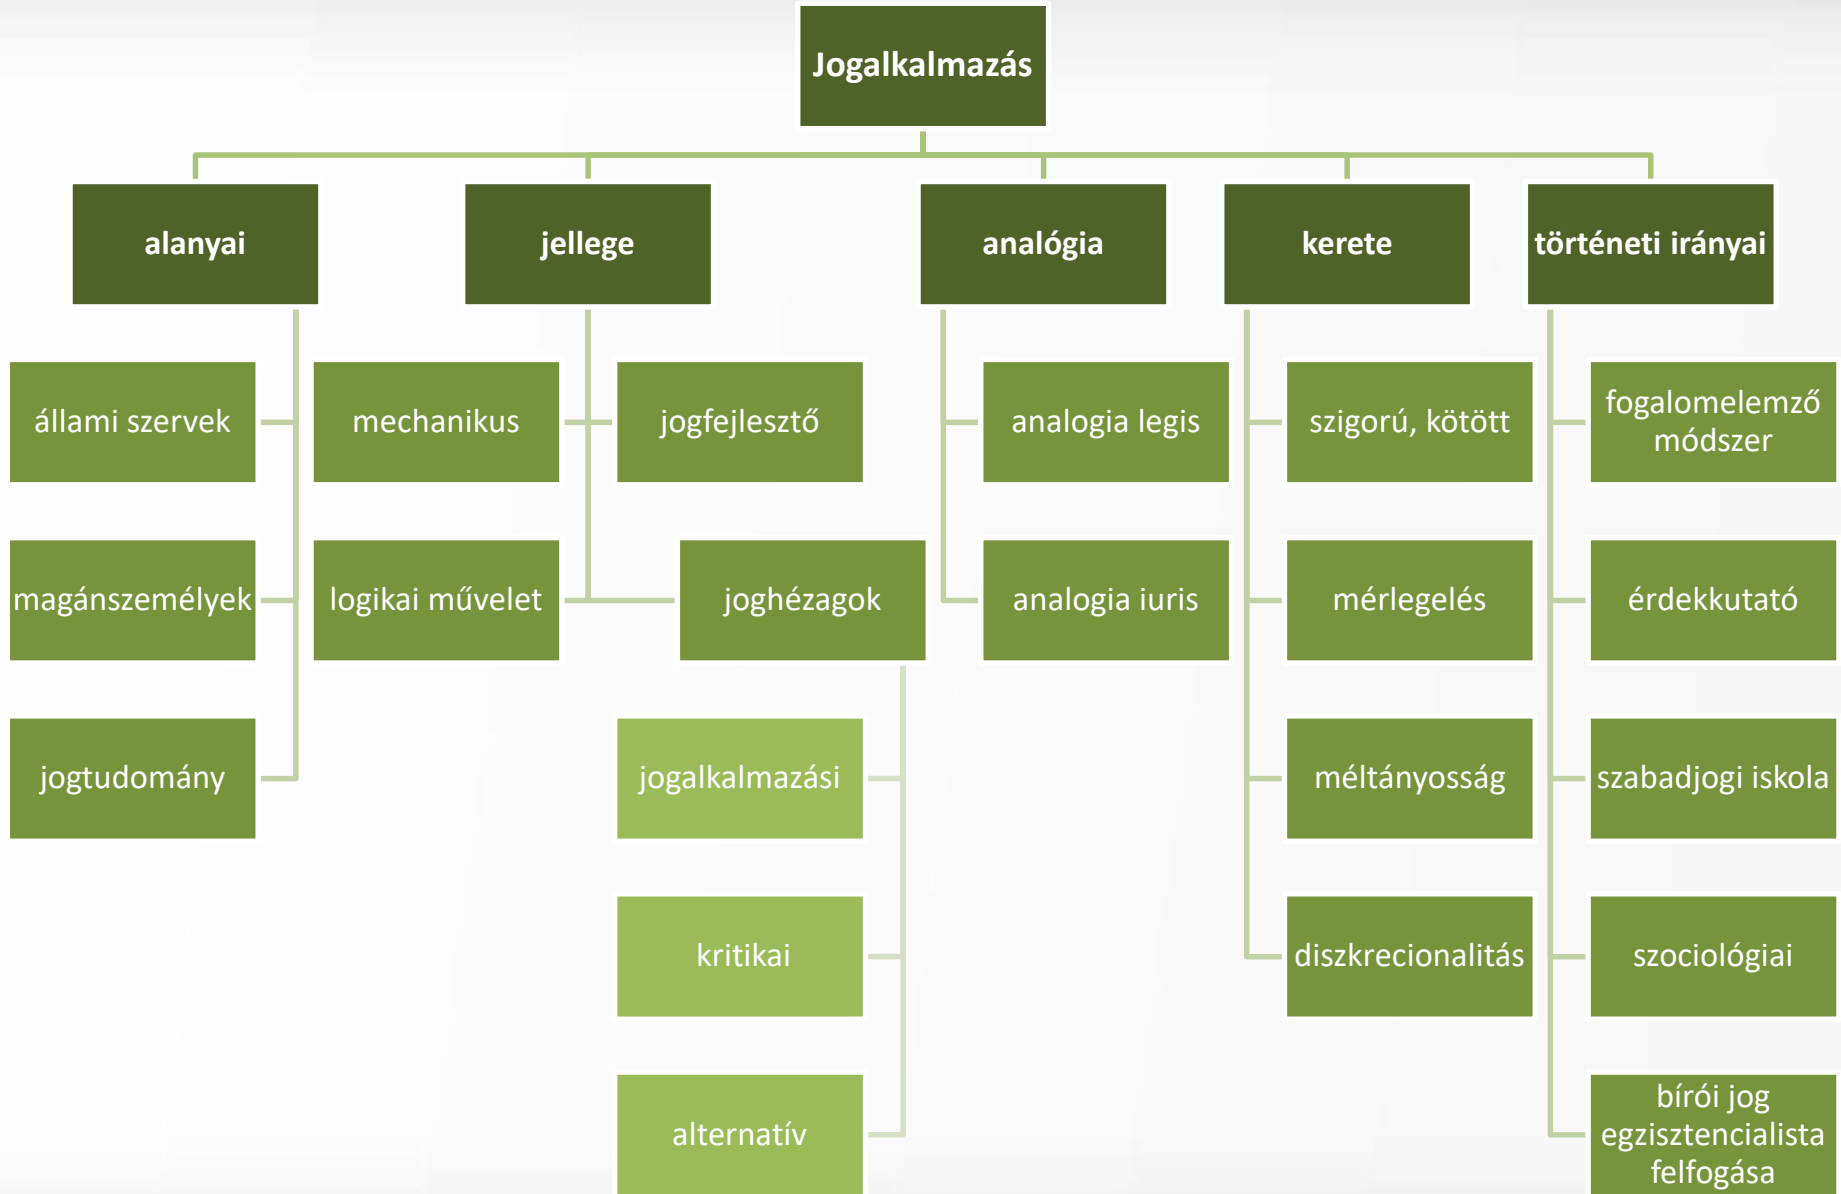 Jogalkalmazás
alanyai
jellege
analógia
kerete
történeti irányai
állami szervek
mechanikus
jogfejlesztő
analogia legis
szigorú, kötött
fogalomelemző
módszer
magánszemélyek
logikai művelet
joghézagok
analogia iuris
mérlegelés
érdekkutató
jogtudomány
jogalkalmazási
méltányosság
szabadjogi iskola
kritikai
diszkrecionalitás
szociológiai
alternatív
bírói jog
egzisztencialista
felfogása